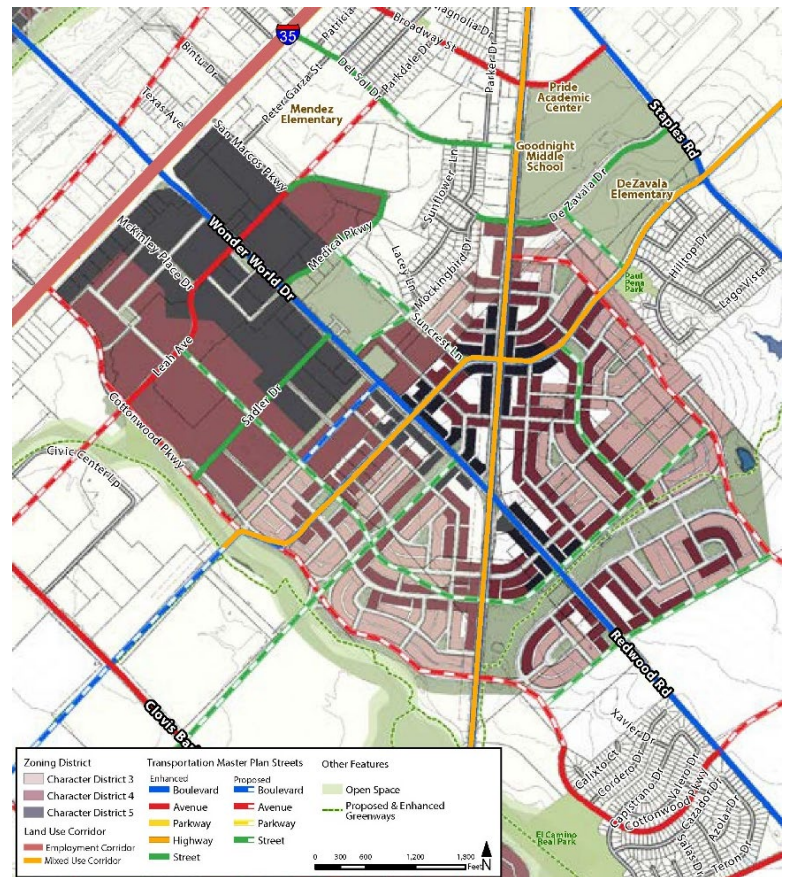 35
Bintu Dr
Texas Ave
Patricia
Magnolia Dr
Broadway St
Parkdale Dr
Parker Dr
Peter Garza St
Del Sol Dr
Mendez
Elementary
Pride
Academic
Center
Staples Rd
Goodnight
Middle
School
San Marcos Pkwy
Sunflower Ln
De Zavala Dr
DeZavala
Elementary
McKinley Place Dr
Wonder World Dr
Medical Pkwy
Lacey Ln
Mockingbird Dr
Hilltop Dr
Lago Vista
Paul
Pena
Park
Suncrest Ln
Leah Ave
Sadler Dr
Cottonwood Pkwy
Civic Center Lp
Redwood Rd
Clovis Ba
Xavier Dr
Calixto Ct
Cordero Dr
Capistrano Dr
Valero Dr
Cazador Dr
Cottonwood Pkwy
Azolar Dr
Salas Dr
Teron Dr
El Camino
Real Park
Zoning District
Character District 3
Character District 4
Character District 5
Land Use Corridor
Employment Corridor
Mixed Use Corridor
Transportation Master Plan Streets
Enhanced
Boulevard
Avenue
Parkway
Highway
Street
Proposed
Boulevard
Avenue
Parkway
Street
Other Features
Open Space
Proposed & Enhanced
Greenways
0 300 600 1,200 1,800
Feet
N